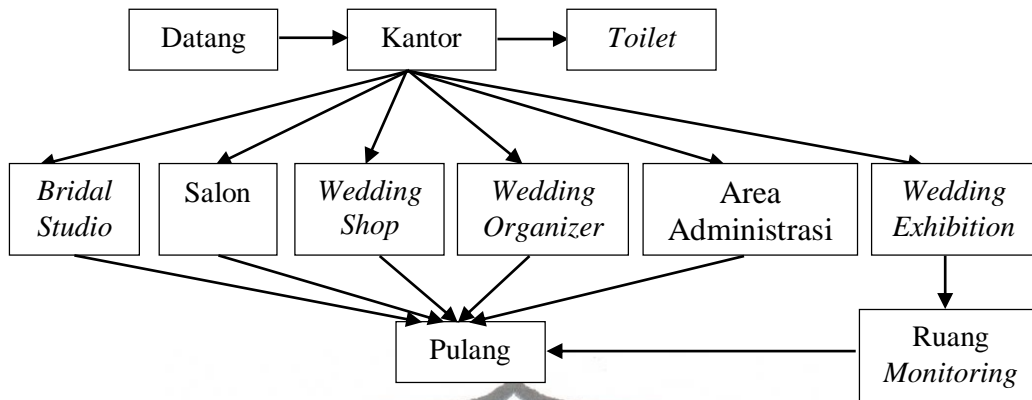 Datang
Kantor
Toilet
Bridal
Studio
Salon
Wedding
Shop
Wedding
Organizer
Area
Administrasi
Wedding
Exhibition
Pulang
Ruang
Monitoring